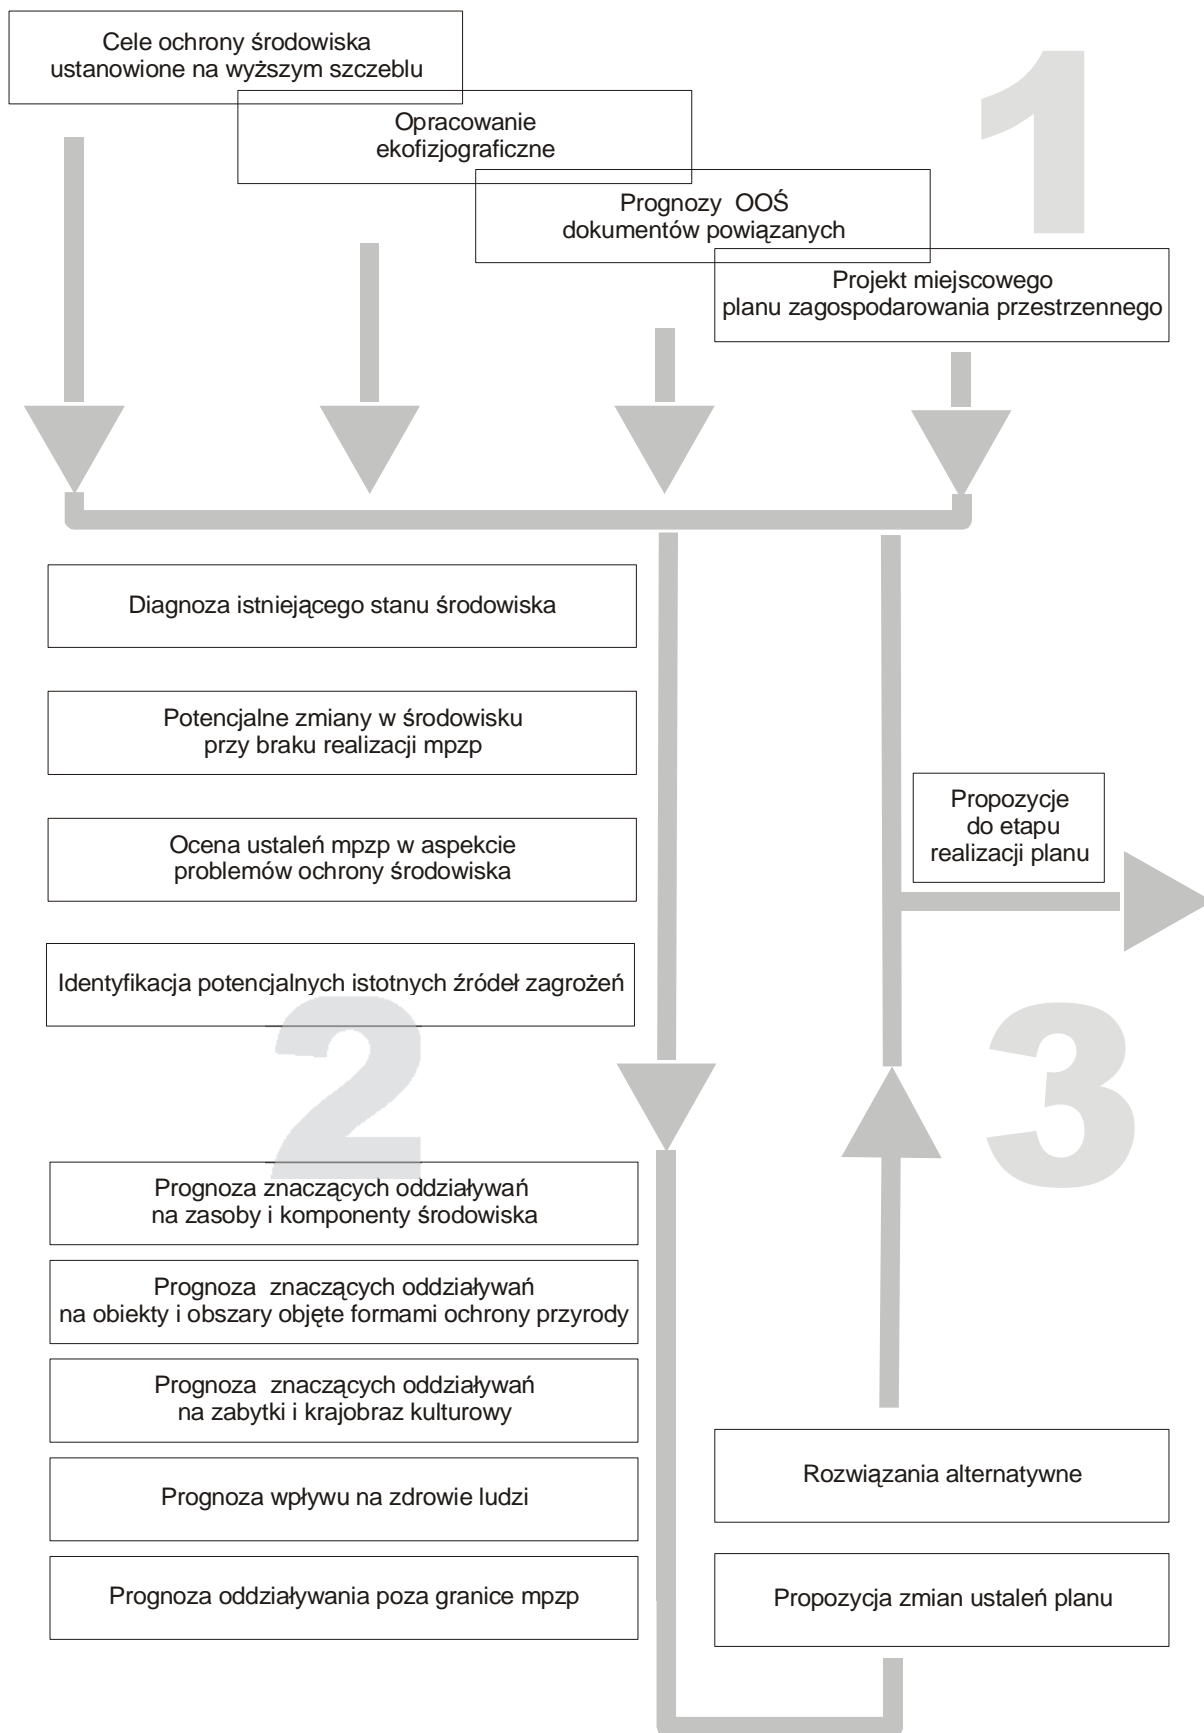 Cele ochrony środowiska
ustanowione na wyższym szczeblu
1
Opracowanie
ekofizjograficzne
Prognozy OOŚ
dokumentów powiązanych
Projekt miejscowego
planu zagospodarowania przestrzennego
Diagnoza istniejącego stanu środowiska
Potencjalne zmiany w środowisku
przy braku realizacji mpzp
Propozycje
do etapu
realizacji planu
Ocena ustaleń mpzp w aspekcie
problemów ochrony środowiska
Identyfikacja potencjalnych istotnych źródeł zagrożeń
2
3
Prognoza znaczących oddziaływań
na zasoby i komponenty środowiska
Prognoza znaczących oddziaływań
na obiekty i obszary objęte formami ochrony przyrody
Prognoza znaczących oddziaływań
na zabytki i krajobraz kulturowy
Prognoza wpływu na zdrowie ludzi
Prognoza oddziaływania poza granice mpzp
Rozwiązania alternatywne
Propozycja zmian ustaleń planu